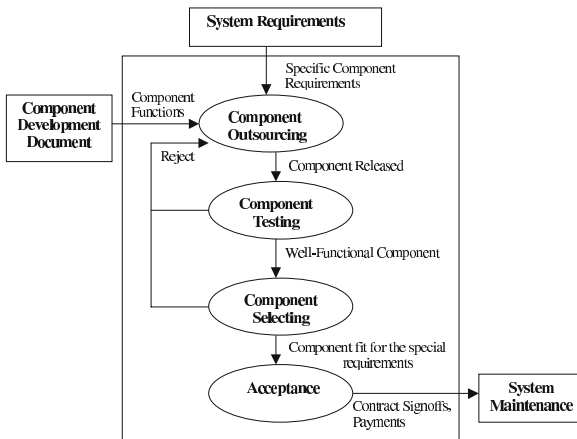 System Requirements
Specific Component
Requirements
Component
Development
Document
Component
Functions
Component
Outsourcing
Reject
Component Released
Component
Testing
Well-Functional Component
Component
Selecting
Component fit for the special
requirements
Acceptance
Contract Signoffs,
Payments
System
Maintenance